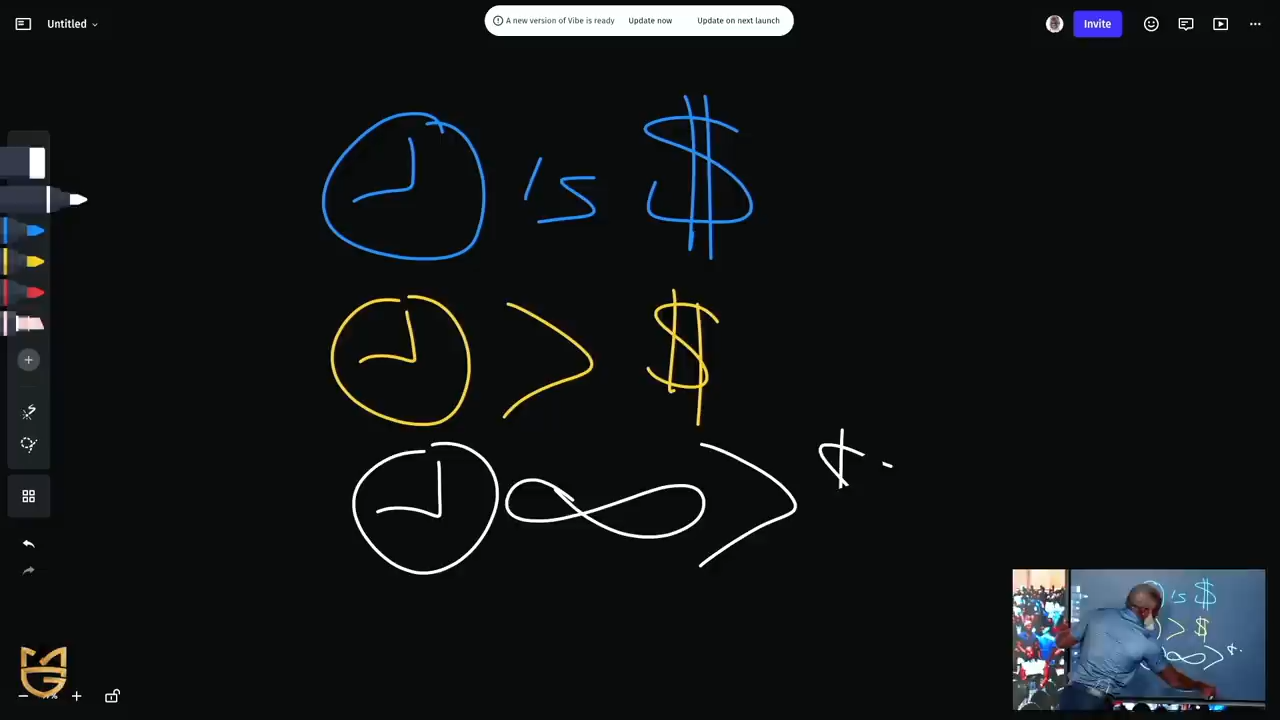 Untitled
A new version of Vibe is ready Update now Update on next launch
Invite
is $
> $
∞ >